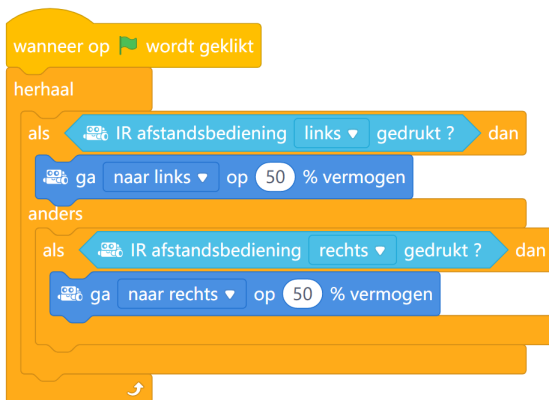 wanneer op wordt geklikt
herhaal
als IR afstandsbediening links ▼ gedrukt ? dan
ga naar links ▼ op 50 % vermogen
anders
als IR afstandsbediening rechts ▼ gedrukt ? dan
ga naar rechts ▼ op 50 % vermogen